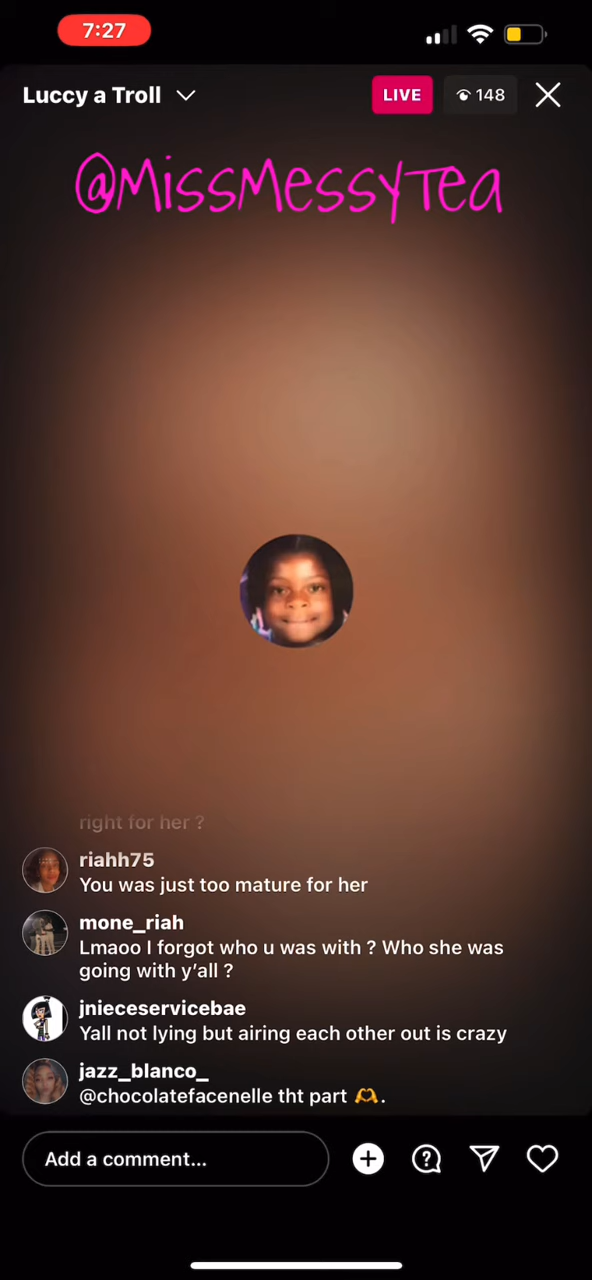 7:27
Luccy a Troll
LIVE
148
@MissMessyTea
right for her ?
riahh75
You was just too mature for her
mone_riah
Lmaoo I forgot who u was with ? Who she was
going with y’all ?
jnieceservicebae
Yall not lying but airing each other out is crazy
jazz_blanco_
@chocolatefacenelle tht part 🫶.
Add a comment...